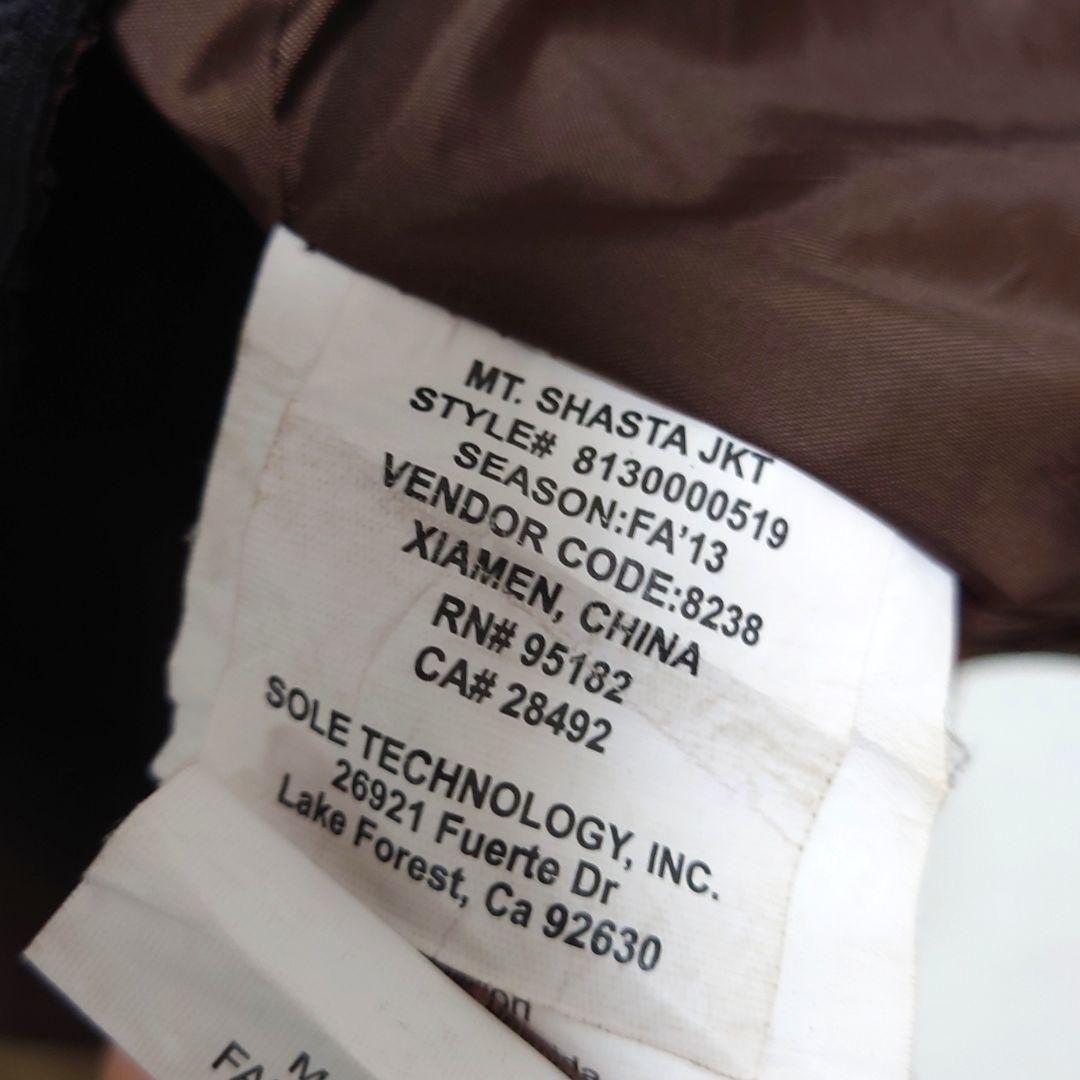 MT. SHASTA JKT
STYLE# 8130000519
SEASON:FA'13
VENDOR CODE:8238
XIAMEN, CHINA
RN# 95182
CA# 28492
SOLE TECHNOLOGY, INC.
26921 Fuerte Dr
Lake Forest, Ca 92630